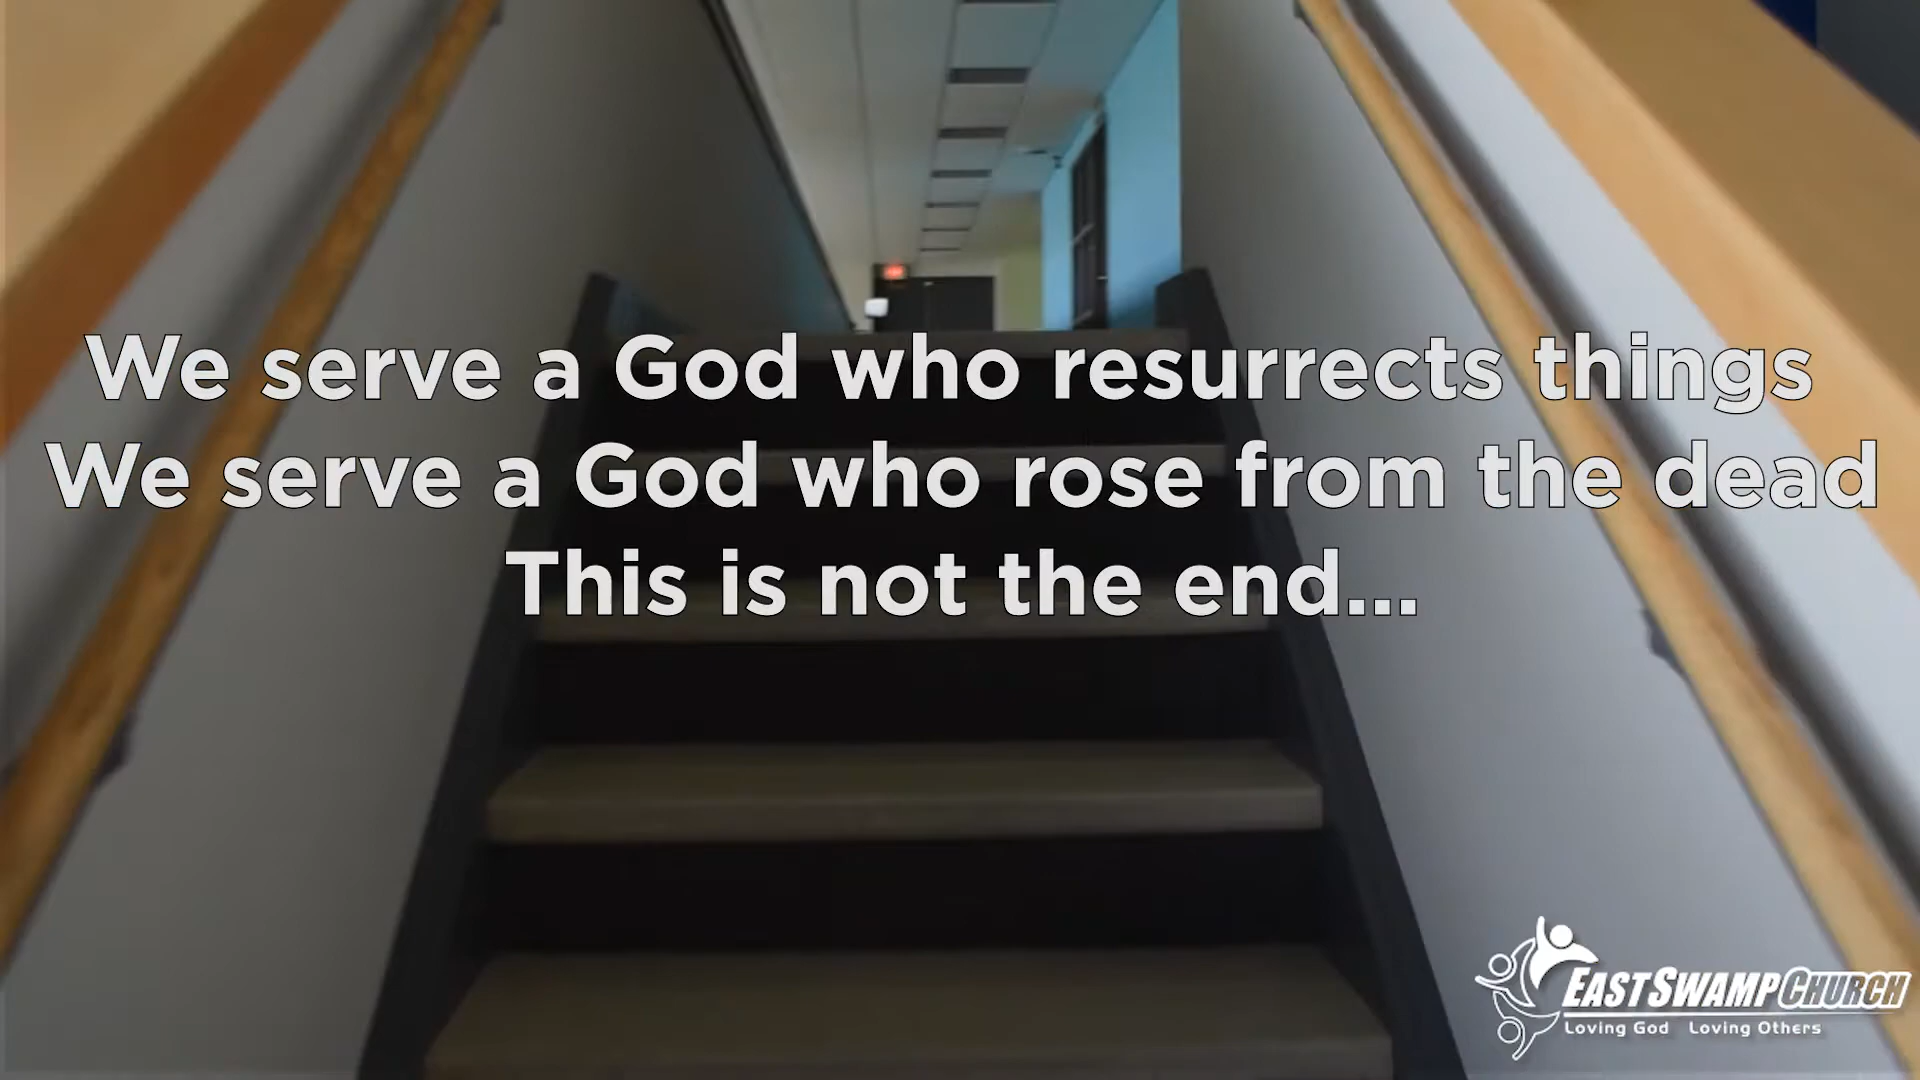 We serve a God who resurrects things
We serve a God who rose from the dead
This is not the end...
EASTSWAMPCHURCH
Loving God Loving Others